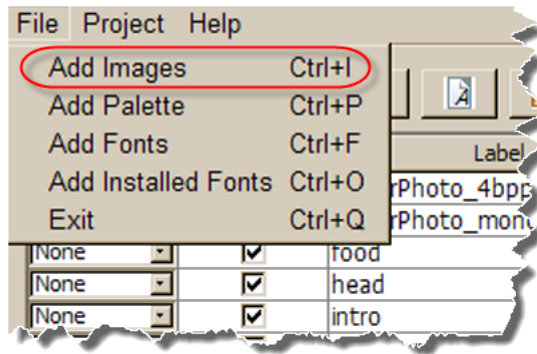 File Project Help
Add Images Ctrl+I
Add Palette Ctrl+P
Add Fonts Ctrl+F
Label
Add Installed Fonts Ctrl+O
rPhoto_4bpp
Exit Ctrl+Q
None food
None head
None intro